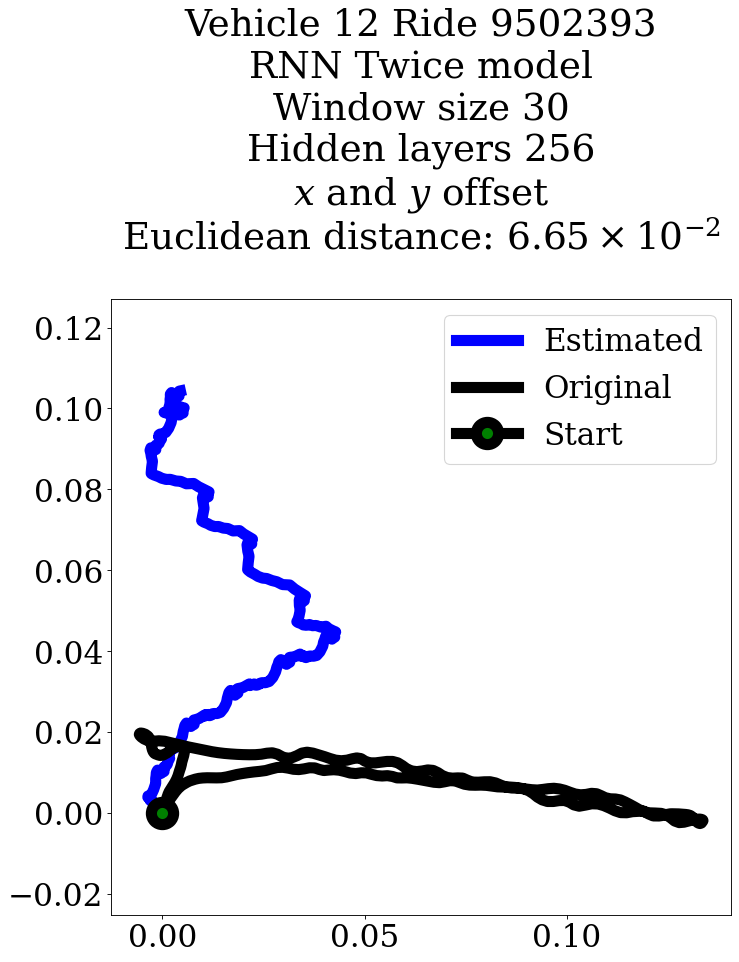 Vehicle 12 Ride 9502393
RNN Twice model
Window size 30
Hidden layers 256
x and y offset
Euclidean distance: 6.65 × 10⁻²
Estimated
Original
Start
0.12
0.10
0.08
0.06
0.04
0.02
0.00
−0.02
0.00 0.05 0.10